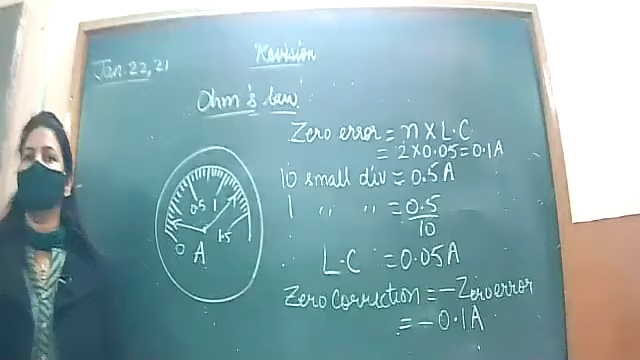 Revision
Jan. 22, 21
Ohm's law
Zero error = n X L.C
= 2 X 0.05 = 0.1A
10 small div = 0.5A
1 " " = 0.5
10
L.C = 0.05A
Zero correction = - Zero error
= - 0.1A
0 0.5 1 1.5
A